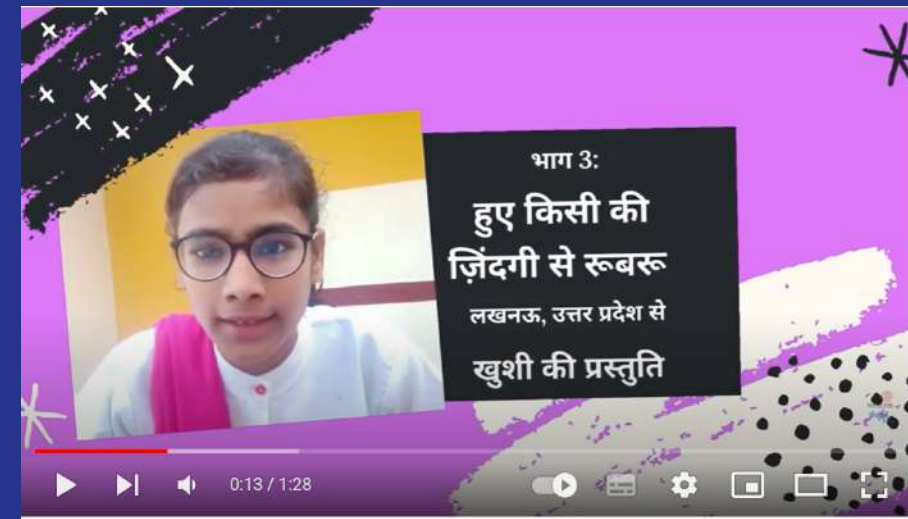 भाग 3:
हुए किसी की
ज़िंदगी से रूबरू
लखनऊ, उत्तर प्रदेश से
खुशी की प्रस्तुति
0:13 / 1:28